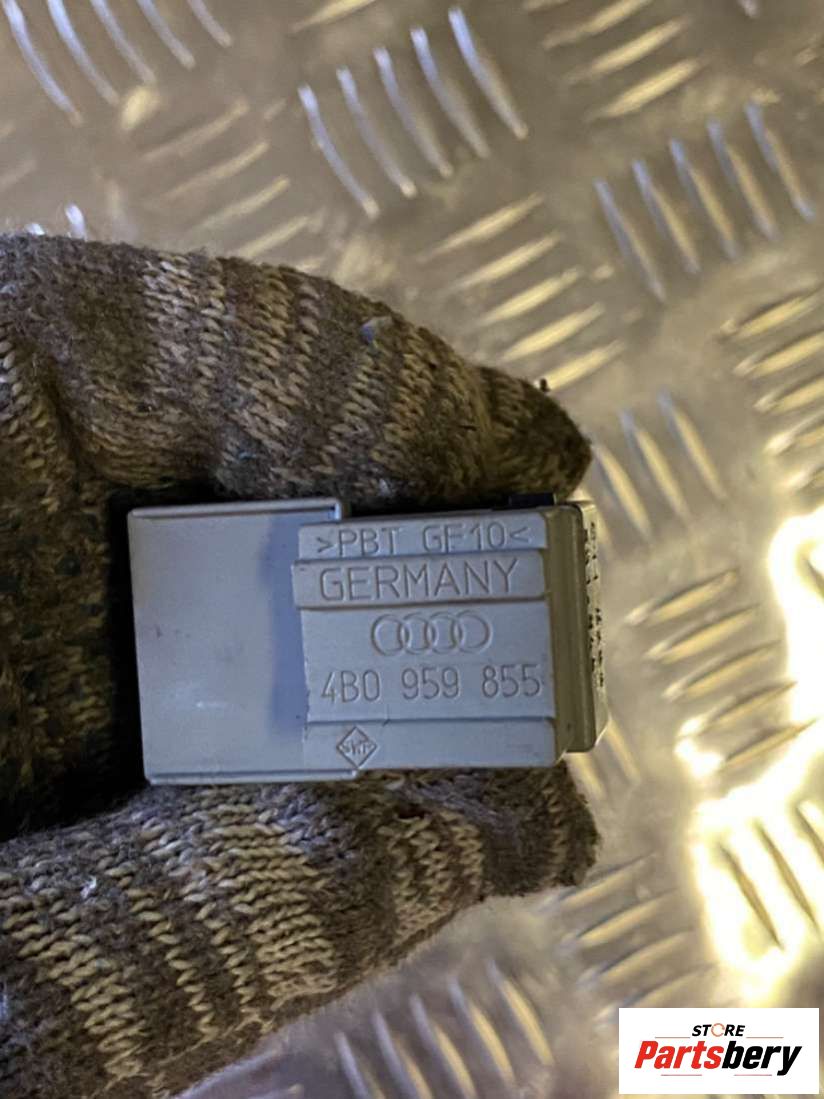 >PBT GF10<
GERMANY
4B0 959 855
STORE
Partsbery